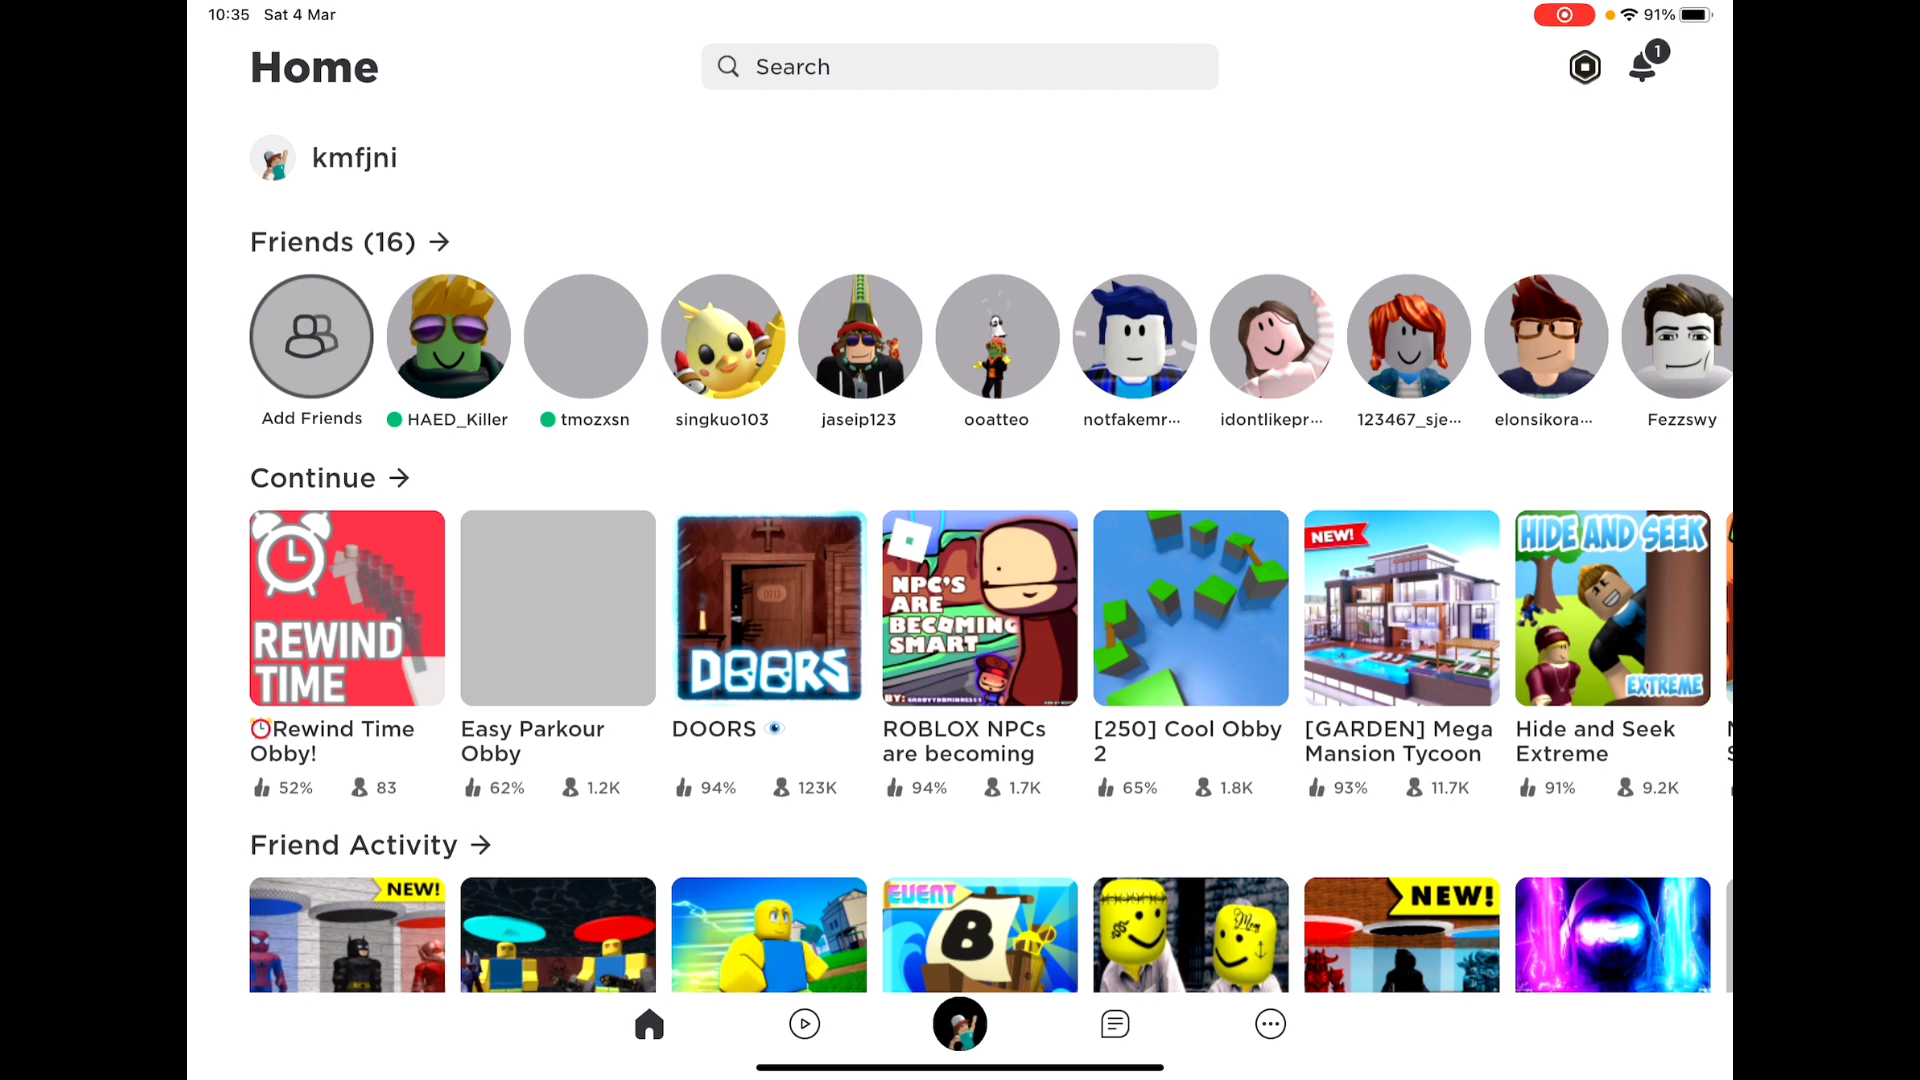 10:35 Sat 4 Mar
91%
Home
Search
1
kmfjni
Friends (16) →
Add Friends
HAED_Killer
tmozxsn
singkuo103
jaseip123
ooatteo
notfakemr...
idontlikepr...
123467_sje...
elonsikora...
Fezzswy
Continue →
REWIND
TIME
DOORS
NPC'S
ARE
BECOMING
SMART
NEW!
HIDE AND SEEK
EXTREME
⏰Rewind Time
Obby!
52% 83
Easy Parkour
Obby
62% 1.2K
DOORS 👁
94% 123K
ROBLOX NPCs
are becoming
94% 1.7K
[250] Cool Obby
2
65% 1.8K
[GARDEN] Mega
Mansion Tycoon
93% 11.7K
Hide and Seek
Extreme
91% 9.2K
Friend Activity →
NEW!
EVENT
B
Mom
NEW!